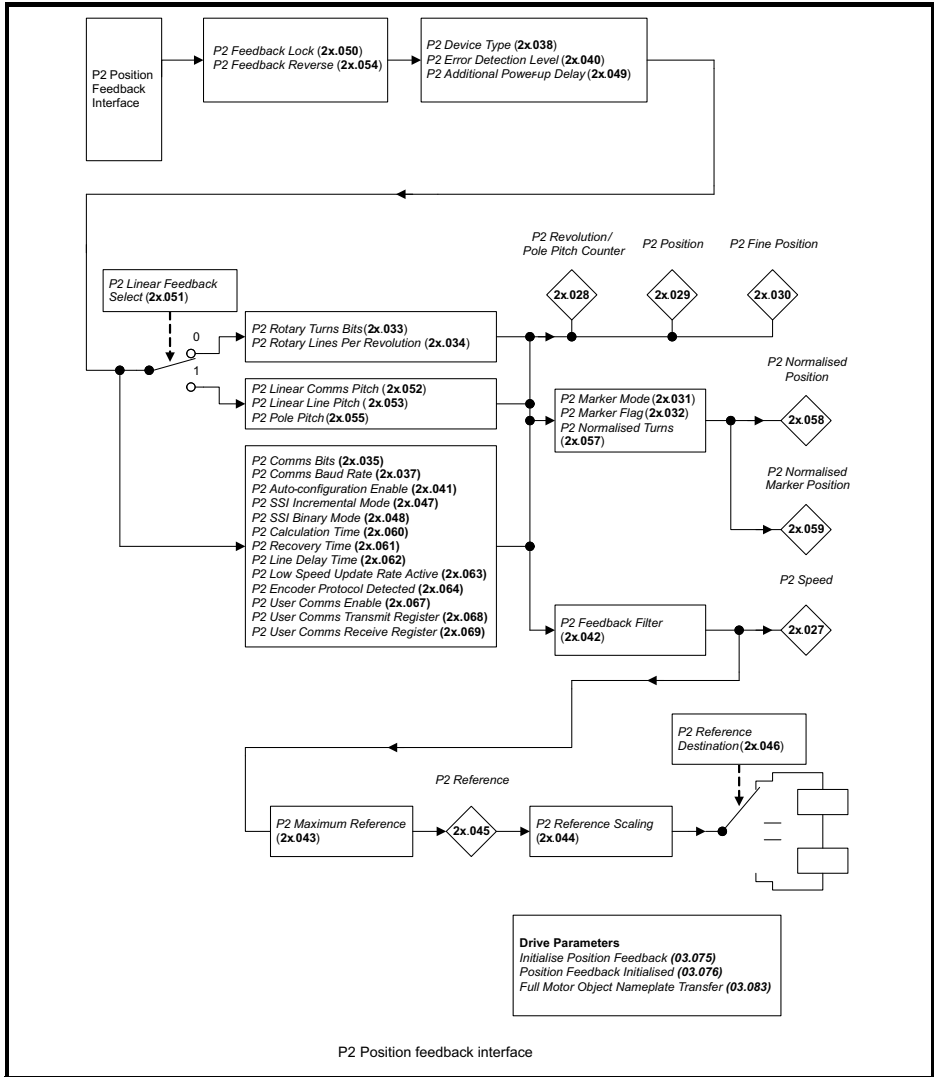 P2 Position
Feedback
Interface
P2 Feedback Lock (2x.050)
P2 Feedback Reverse (2x.054)
P2 Device Type (2x.038)
P2 Error Detection Level (2x.040)
P2 Additional Power-up Delay (2x.049)
P2 Revolution/
Pole Pitch Counter
P2 Position
P2 Fine Position
2x.028
2x.029
2x.030
P2 Linear Feedback
Select (2x.051)
0
1
P2 Rotary Turns Bits (2x.033)
P2 Rotary Lines Per Revolution (2x.034)
P2 Linear Comms Pitch (2x.052)
P2 Linear Line Pitch (2x.053)
P2 Pole Pitch (2x.055)
P2 Marker Mode (2x.031)
P2 Marker Flag (2x.032)
P2 Normalised Turns
(2x.057)
P2 Normalised
Position
2x.058
P2 Normalised
Marker Position
2x.059
P2 Comms Bits (2x.035)
P2 Comms Baud Rate (2x.037)
P2 Auto-configuration Enable (2x.041)
P2 SSI Incremental Mode (2x.047)
P2 SSI Binary Mode (2x.048)
P2 Calculation Time (2x.060)
P2 Recovery Time (2x.061)
P2 Line Delay Time (2x.062)
P2 Low Speed Update Rate Active (2x.063)
P2 Encoder Protocol Detected (2x.064)
P2 User Comms Enable (2x.067)
P2 User Comms Transmit Register (2x.068)
P2 User Comms Receive Register (2x.069)
P2 Feedback Filter
(2x.042)
P2 Speed
2x.027
P2 Reference
Destination (2x.046)
P2 Reference
P2 Maximum Reference
(2x.043)
2x.045
P2 Reference Scaling
(2x.044)
Drive Parameters
Initialise Position Feedback (03.075)
Position Feedback Initialised (03.076)
Full Motor Object Nameplate Transfer (03.083)
P2 Position feedback interface